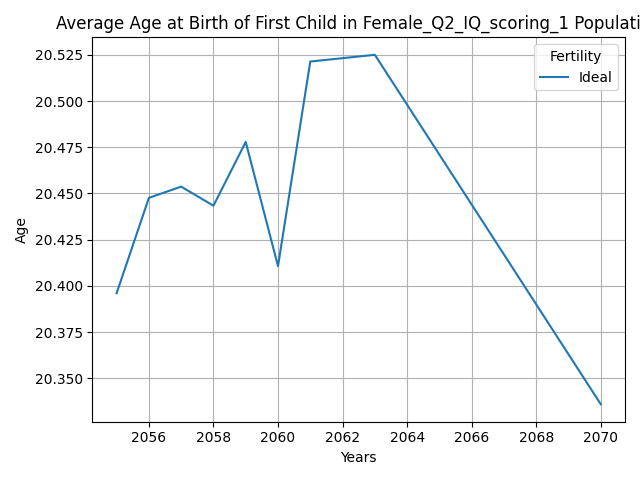 Average Age at Birth of First Child in Female_Q2_IQ_scoring_1 Populati
20.525
20.500
20.475
20.450
20.425
20.400
20.375
20.350
Age
Fertility
Ideal
2056 2058 2060 2062 2064 2066 2068 2070
Years